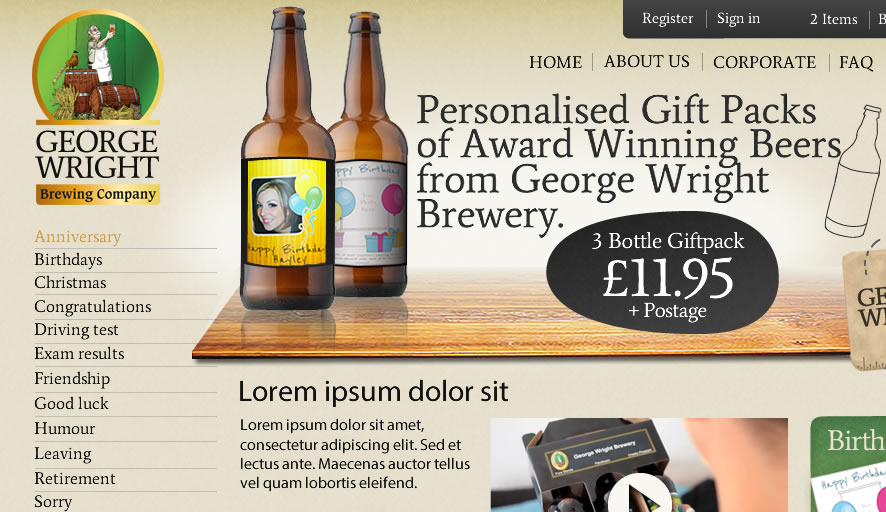 Register
Sign in
2 Items
HOME
ABOUT US
CORPORATE
FAQ
GEORGE
WRIGHT
Brewing Company
Personalised Gift Packs
of Award Winning Beers
from George Wright
Brewery.
3 Bottle Giftpack
£11.95
+ Postage
Happy Birthday
Hayley
Anniversary
Birthdays
Christmas
Congratulations
Driving test
Exam results
Friendship
Good luck
Humour
Leaving
Retirement
Sorry
Lorem ipsum dolor sit
Lorem ipsum dolor sit amet,
consectetur adipiscing elit. Sed et
lectus ante. Maecenas auctor tellus
vel quam lobortis eleifend.
George Wright Brewery
Birth
Happy Birthda